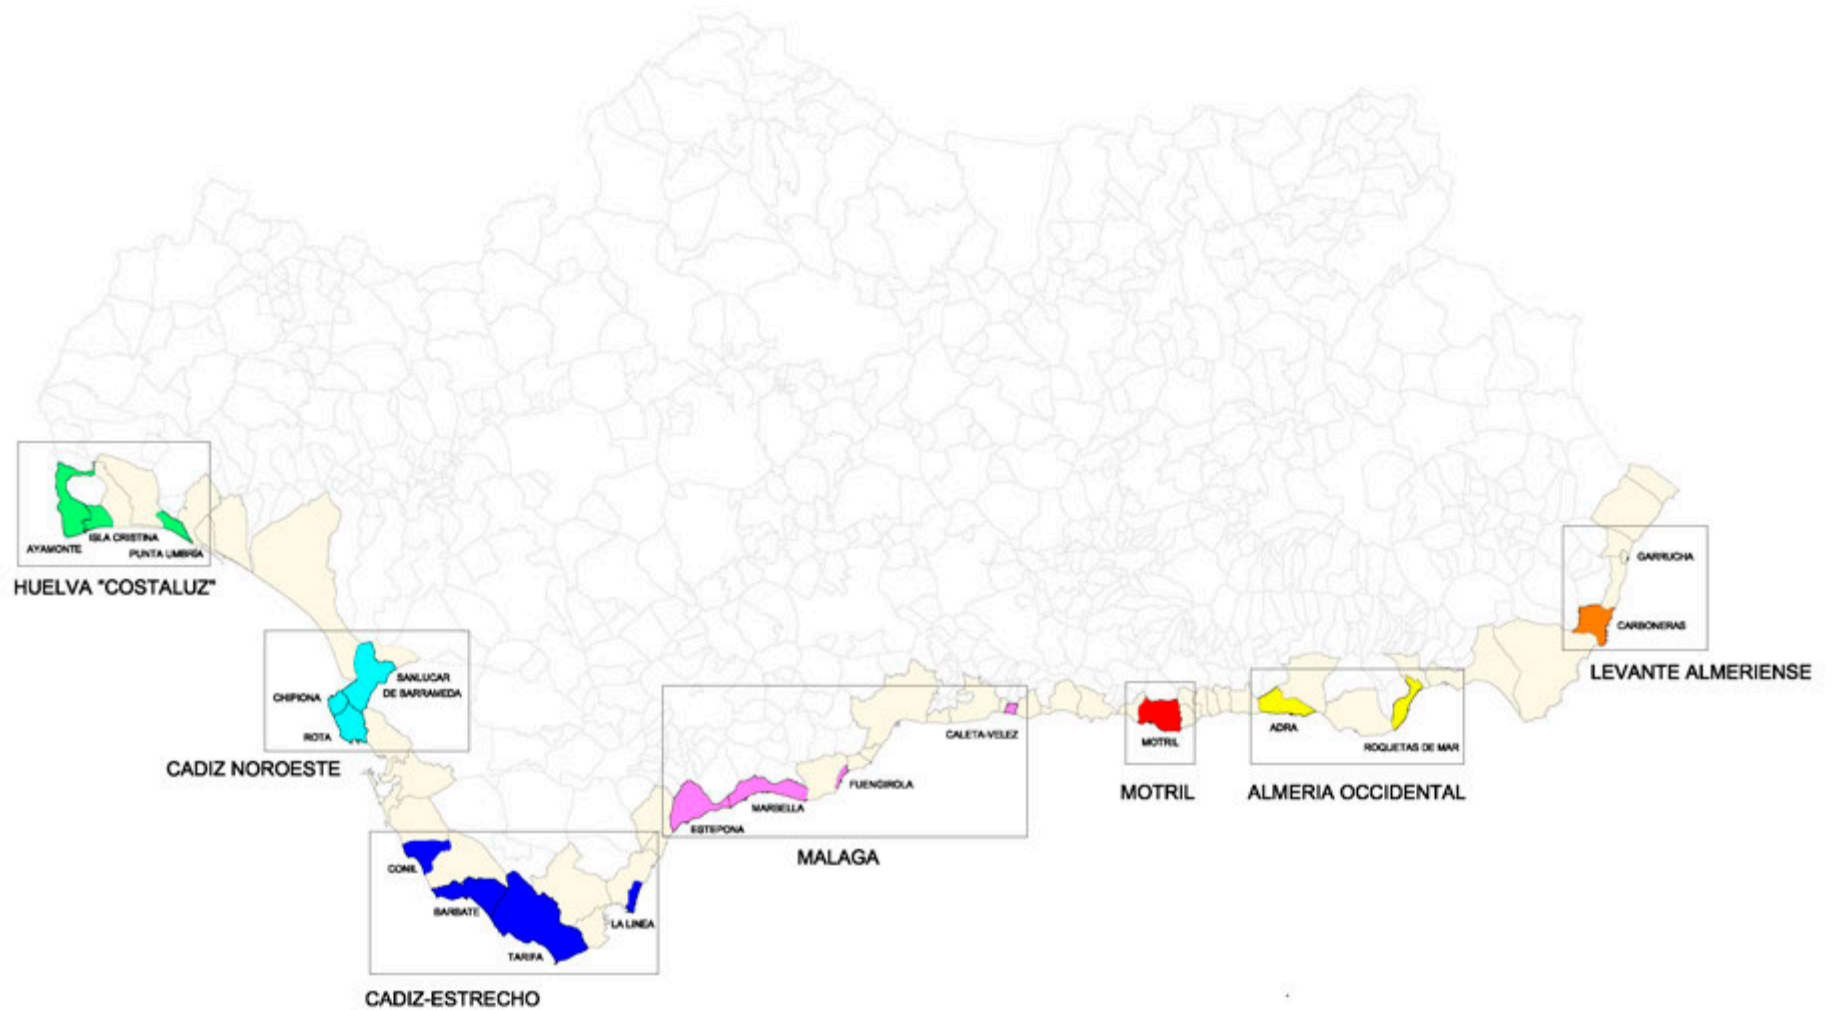 AYAMONTE
ISLA CRISTINA
PUNTA UMBRÍA
HUELVA "COSTALUZ"
CHIPIONA
SANLUCAR
DE BARRAMEDA
ROTA
CADIZ NOROESTE
CONIL
BARBATE
TARIFA
LA LINEA
CADIZ-ESTRECHO
ESTEPONA
MARBELLA
FUENGIROLA
CALETA-VELEZ
MALAGA
MOTRIL
MOTRIL
ADRA
ROQUETAS DE MAR
ALMERIA OCCIDENTAL
GARRUCHA
CARBONERAS
LEVANTE ALMERIENSE